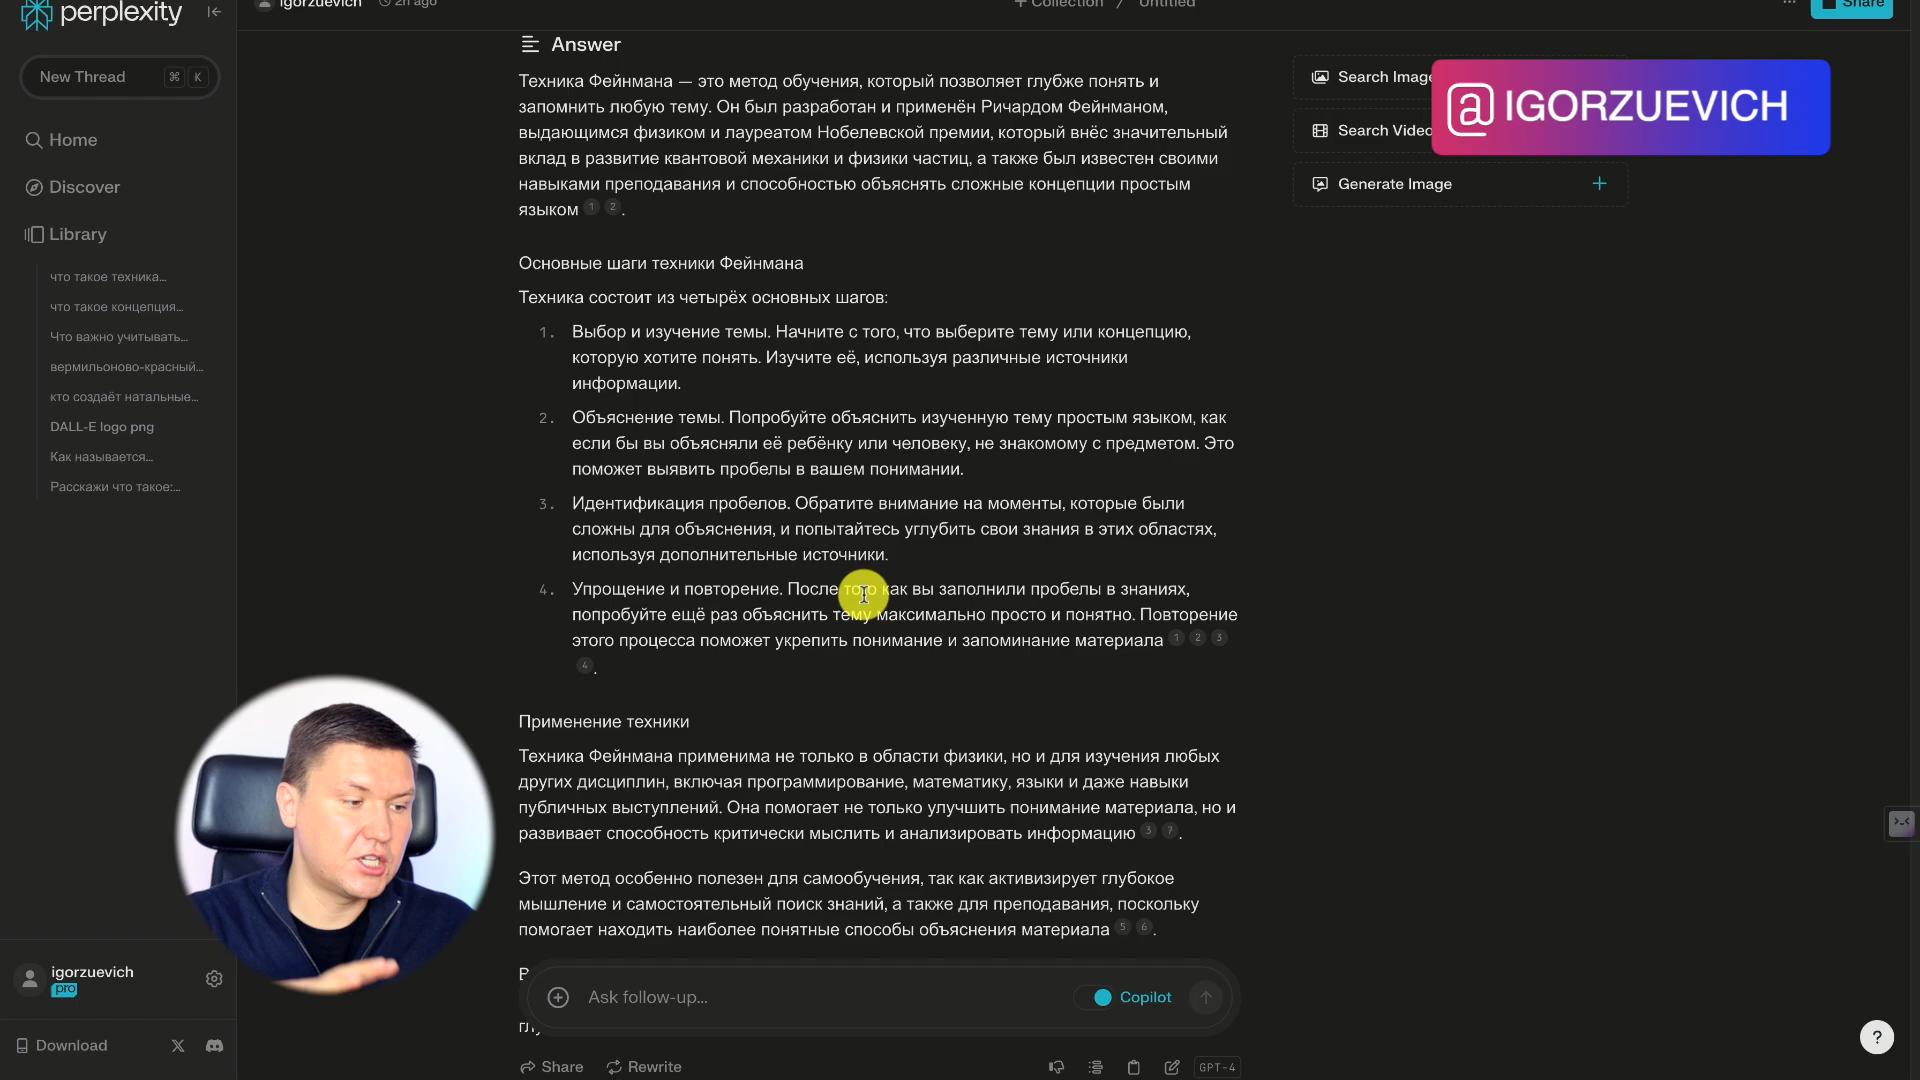 perplexity
igorzuevich 2h ago
+ Collection / Untitled
Share
New Thread ⌘ K
Home
Discover
Library
что такое техника...
что такое концепция...
Что важно учитывать...
вермильоново-красный...
кто создаёт натальные...
DALL-E logo png
Как называется...
Расскажи что такое:...
igorzuevich
pro
Download
Answer
Техника Фейнмана — это метод обучения, который позволяет глубже понять и
запомнить любую тему. Он был разработан и применён Ричардом Фейнманом,
выдающимся физиком и лауреатом Нобелевской премии, который внёс значительный
вклад в развитие квантовой механики и физики частиц, а также был известен своими
навыками преподавания и способностью объяснять сложные концепции простым
языком 1 2.
Основные шаги техники Фейнмана
Техника состоит из четырёх основных шагов:
1. Выбор и изучение темы. Начните с того, что выберите тему или концепцию,
которую хотите понять. Изучите её, используя различные источники
информации.
2. Объяснение темы. Попробуйте объяснить изученную тему простым языком, как
если бы вы объясняли её ребёнку или человеку, не знакомому с предметом. Это
поможет выявить пробелы в вашем понимании.
3. Идентификация пробелов. Обратите внимание на моменты, которые были
сложны для объяснения, и попытайтесь углубить свои знания в этих областях,
используя дополнительные источники.
4. Упрощение и повторение. После того как вы заполнили пробелы в знаниях,
попробуйте ещё раз объяснить тему максимально просто и понятно. Повторение
этого процесса поможет укрепить понимание и запоминание материала 1 2 3
4.
Применение техники
Техника Фейнмана применима не только в области физики, но и для изучения любых
других дисциплин, включая программирование, математику, языки и даже навыки
публичных выступлений. Она помогает не только улучшить понимание материала, но и
развивает способность критически мыслить и анализировать информацию 3 7.
Этот метод особенно полезен для самообучения, так как активизирует глубокое
мышление и самостоятельный поиск знаний, а также для преподавания, поскольку
помогает находить наиболее понятные способы объяснения материала 5 6.
Ask follow-up...
Copilot
Share
Rewrite
GPT-4
Search Image
Search Video
Generate Image +
@IGORZUEVICH
?